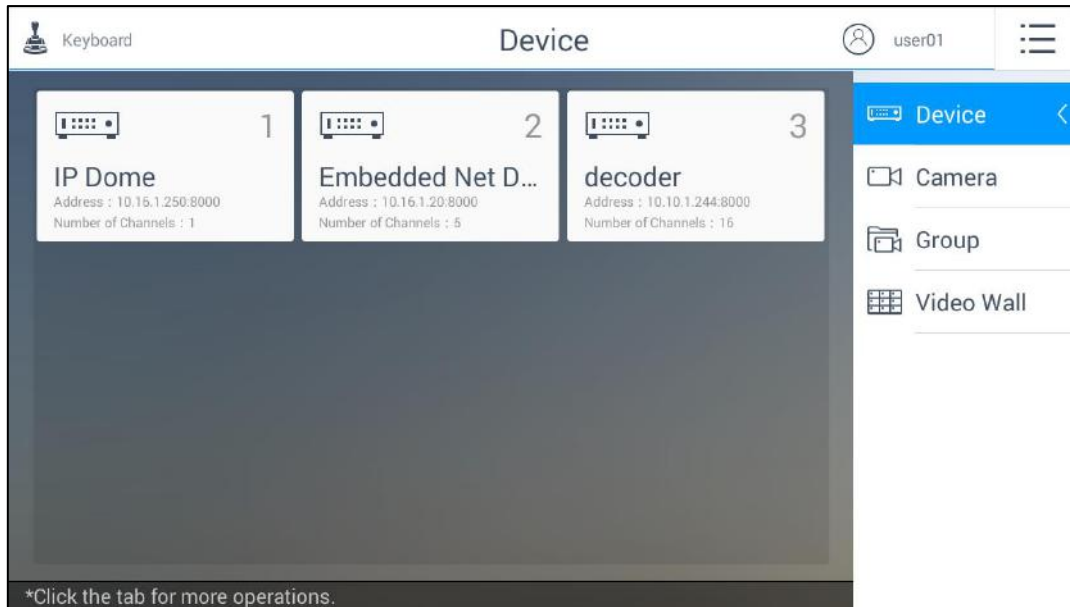 Keyboard
Device
user01
1
IP Dome
Address : 10.16.1.250:8000
Number of Channels : 1
2
Embedded Net D...
Address : 10.16.1.20:8000
Number of Channels : 5
3
decoder
Address : 10.10.1.244:8000
Number of Channels : 16
Device
Camera
Group
Video Wall
*Click the tab for more operations.